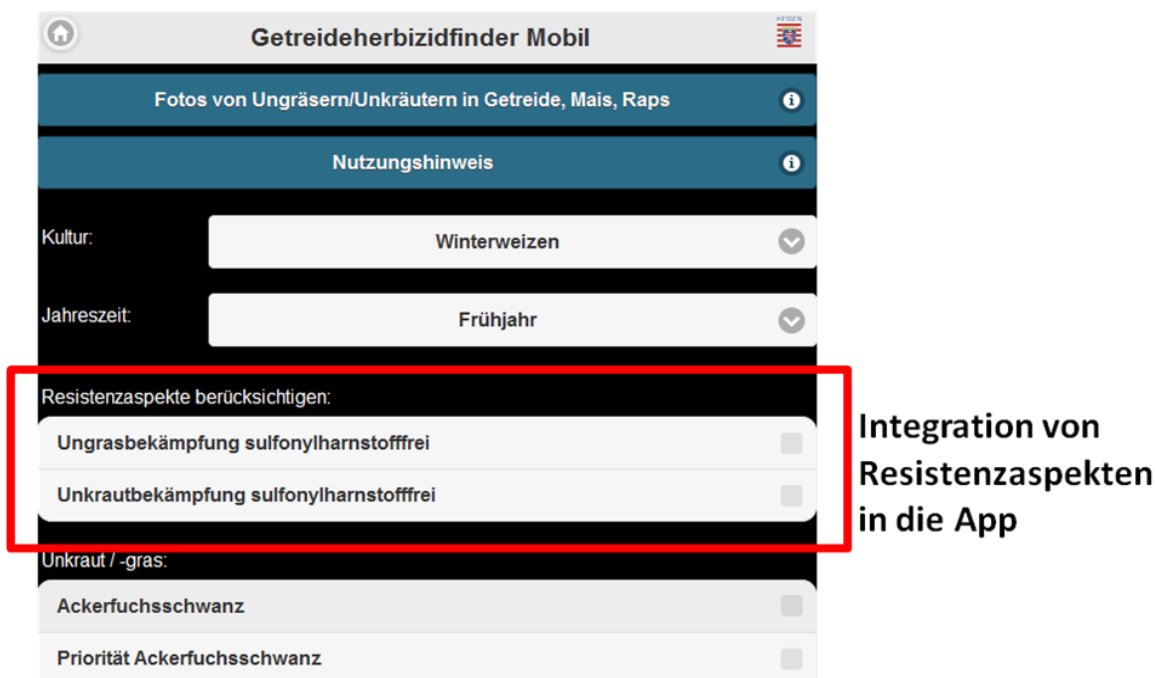 Getreideherbizidfinder Mobil
HESSEN
Fotos von Ungräsern/Unkräutern in Getreide, Mais, Raps
Nutzungshinweis
Kultur:
Winterweizen
Jahreszeit:
Frühjahr
Resistenzaspekte berücksichtigen:
Ungrasbekämpfung sulfonylharnstofffrei
Unkrautbekämpfung sulfonylharnstofffrei
Integration von
Resistenzaspekten
in die App
Unkraut / -gras:
Ackerfuchsschwanz
Priorität Ackerfuchsschwanz